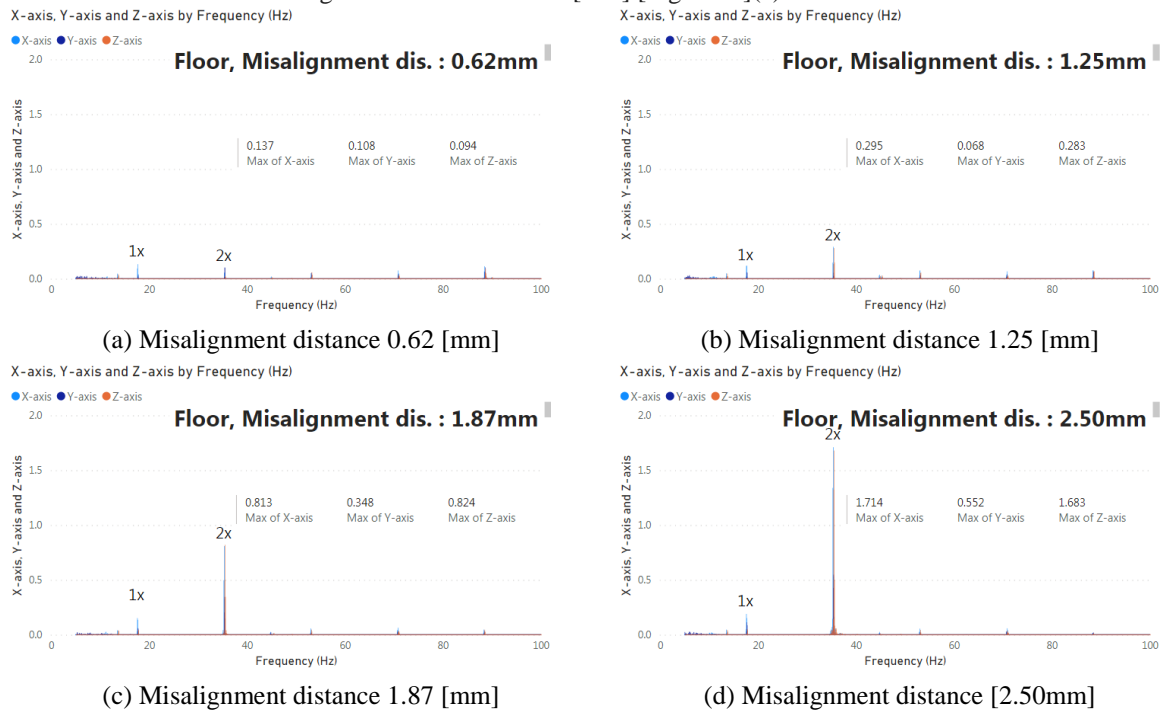 X-axis, Y-axis and Z-axis by Frequency (Hz)
X-axis Y-axis Z-axis
Floor, Misalignment dis. : 0.62mm
2.0
1.5
1.0
0.5
0.0
X-axis, Y-axis and Z-axis
0.137 0.108 0.094
Max of X-axis Max of Y-axis Max of Z-axis
1x 2x
0 20 40 60 80 100
Frequency (Hz)
(a) Misalignment distance 0.62 [mm]
X-axis, Y-axis and Z-axis by Frequency (Hz)
X-axis Y-axis Z-axis
Floor, Misalignment dis. : 1.25mm
2.0
1.5
1.0
0.5
0.0
X-axis, Y-axis and Z-axis
0.295 0.068 0.283
Max of X-axis Max of Y-axis Max of Z-axis
2x
1x
0 20 40 60 80 100
Frequency (Hz)
(b) Misalignment distance 1.25 [mm]
X-axis, Y-axis and Z-axis by Frequency (Hz)
X-axis Y-axis Z-axis
Floor, Misalignment dis. : 1.87mm
2.0
1.5
1.0
0.5
0.0
X-axis, Y-axis and Z-axis
0.813 0.348 0.824
Max of X-axis Max of Y-axis Max of Z-axis
2x
1x
0 20 40 60 80 100
Frequency (Hz)
(c) Misalignment distance 1.87 [mm]
X-axis, Y-axis and Z-axis by Frequency (Hz)
X-axis Y-axis Z-axis
Floor, Misalignment dis. : 2.50mm
2.0
1.5
1.0
0.5
0.0
X-axis, Y-axis and Z-axis
2x
1.714 0.552 1.683
Max of X-axis Max of Y-axis Max of Z-axis
1x
0 20 40 60 80 100
Frequency (Hz)
(d) Misalignment distance [2.50mm]